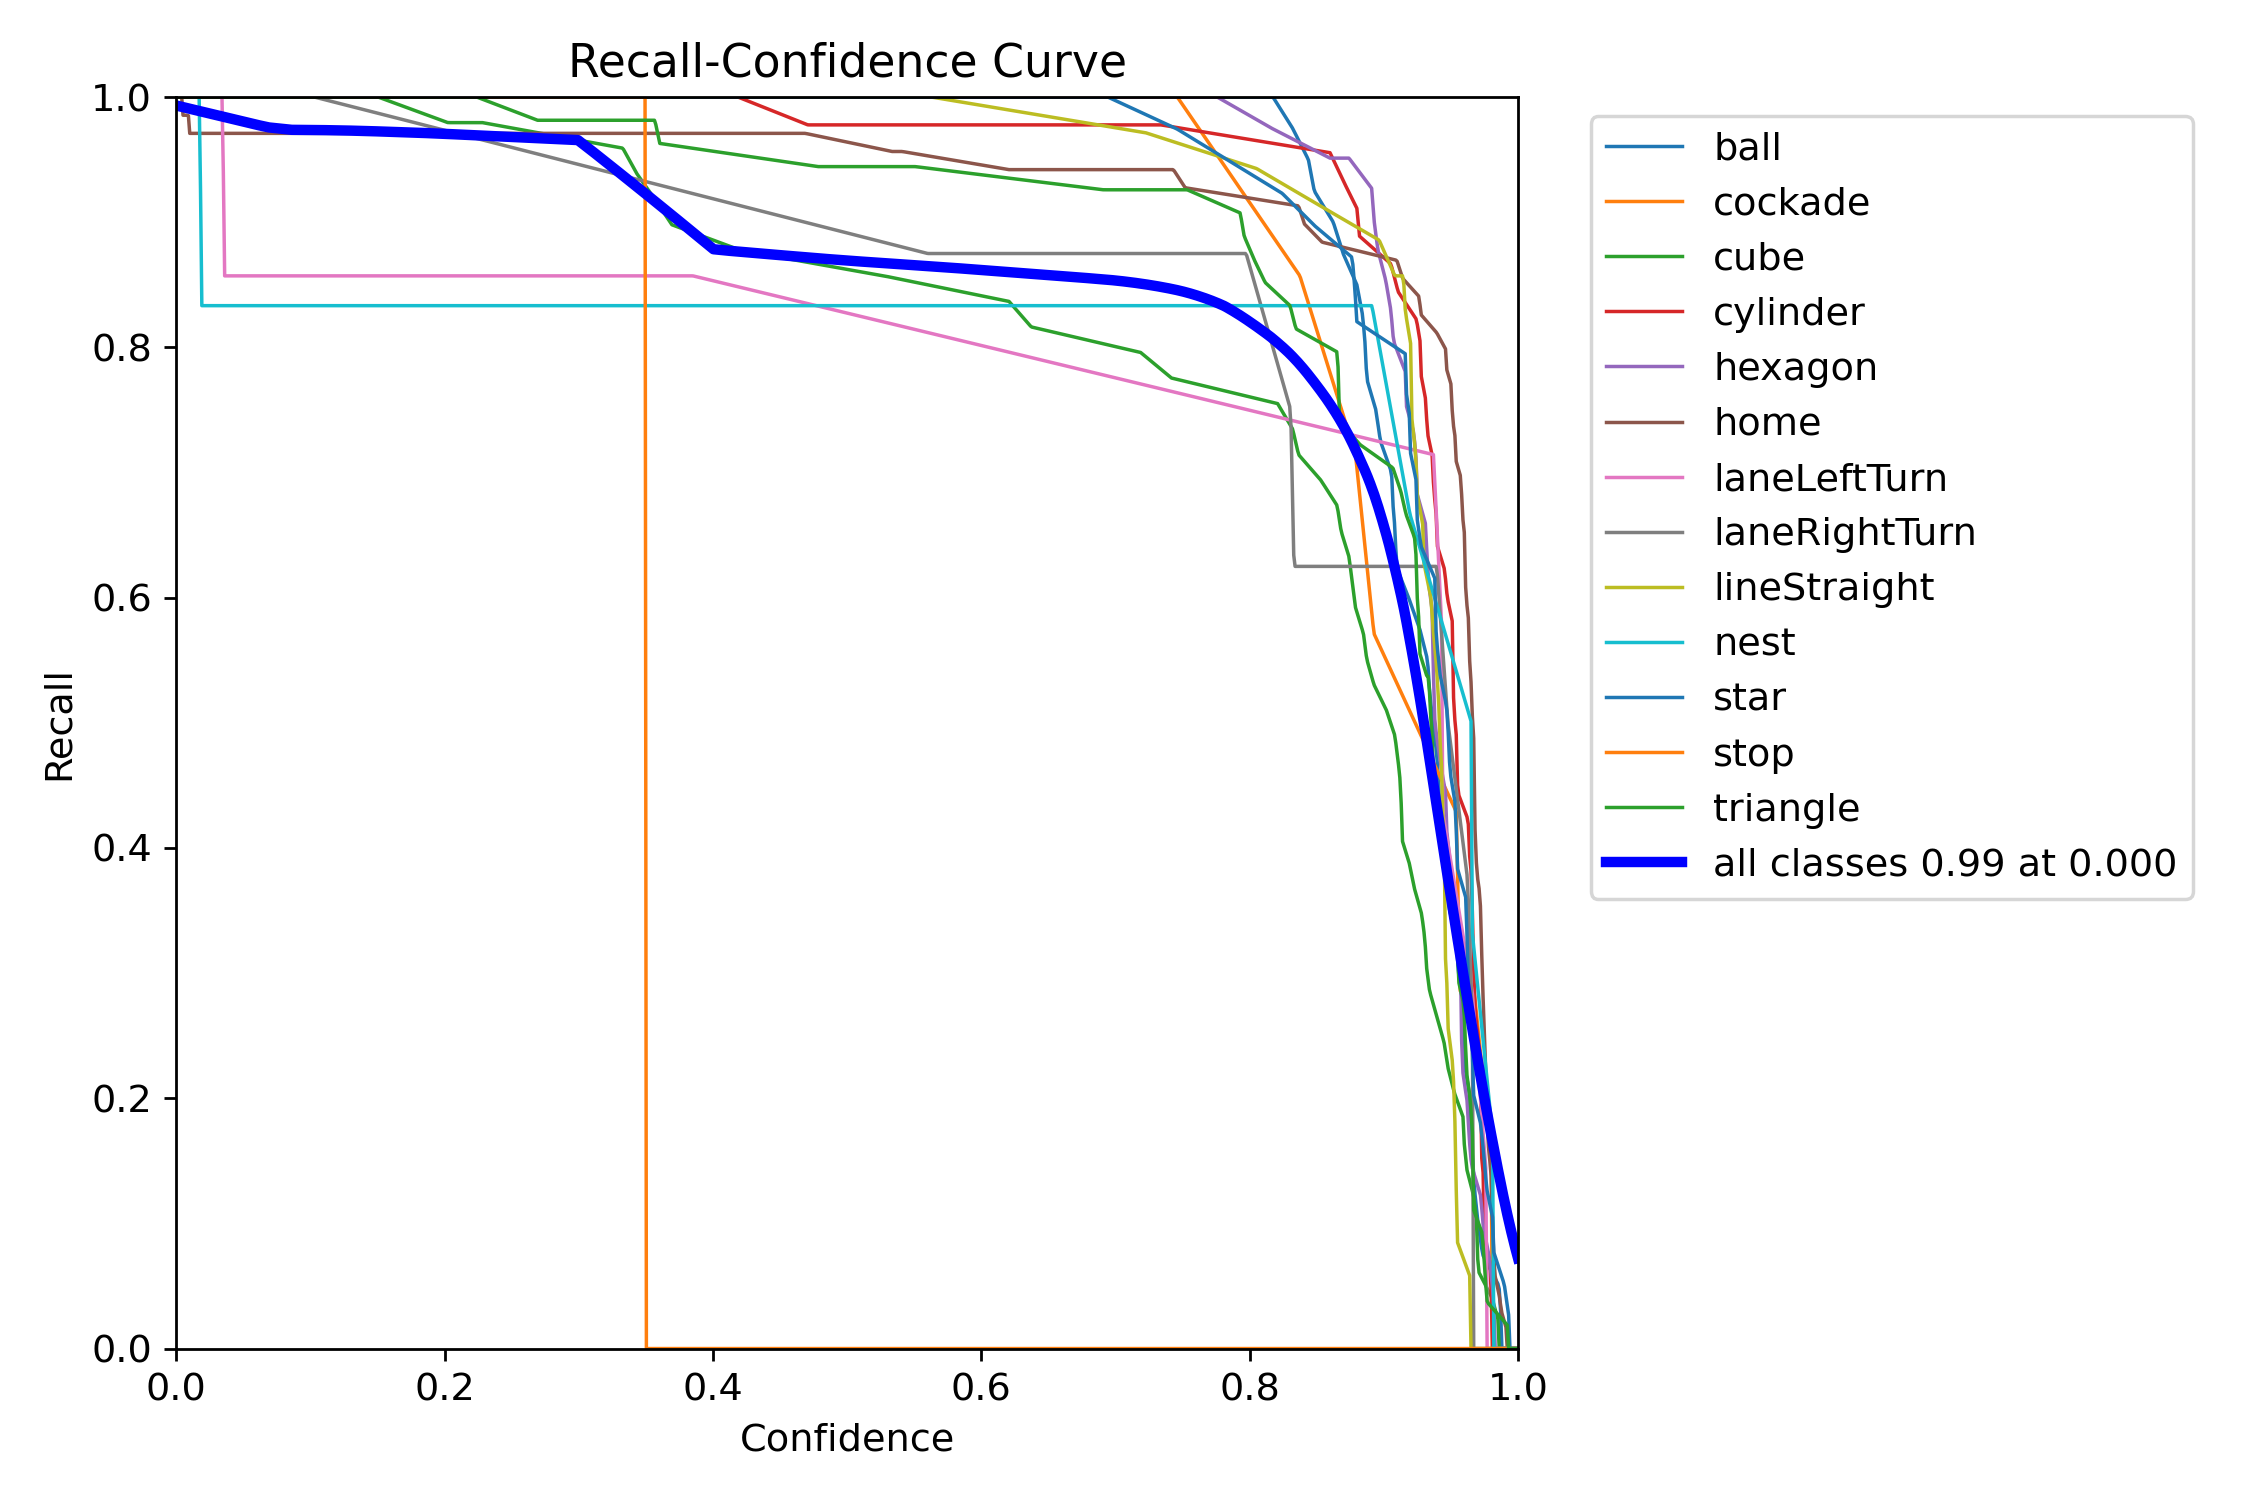 Recall-Confidence Curve
1.0
0.8
0.6
0.4
0.2
0.0
Recall
0.0 0.2 0.4 0.6 0.8 1.0
Confidence
ball
cockade
cube
cylinder
hexagon
home
laneLeftTurn
laneRightTurn
lineStraight
nest
star
stop
triangle
all classes 0.99 at 0.000